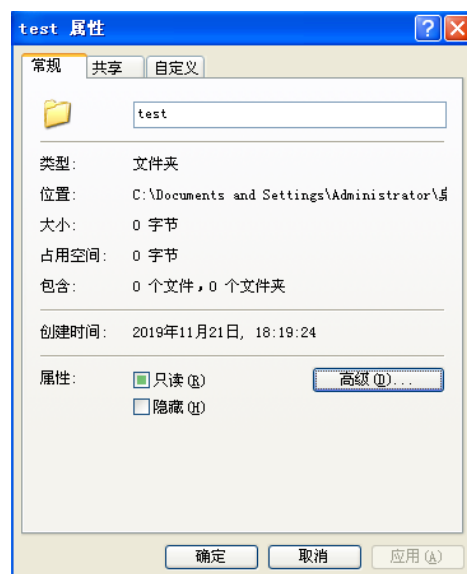 test 属性
常规 共享 自定义
test
类型: 文件夹
位置: C:\Documents and Settings\Administrator\
大小: 0 字节
占用空间: 0 字节
包含: 0 个文件,0 个文件夹
创建时间: 2019年11月21日, 18:19:24
属性: 只读(R) 高级(D)...
隐藏(H)
确定 取消 应用(A)